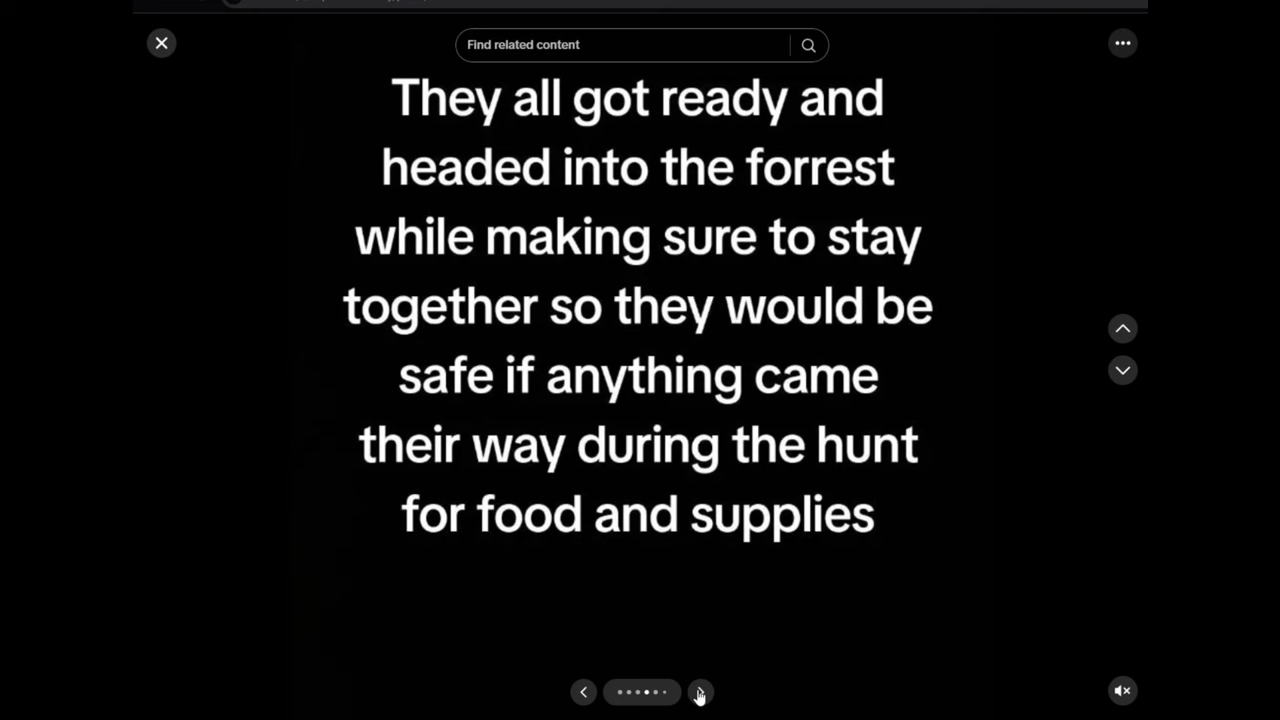 Find related content
They all got ready and
headed into the forrest
while making sure to stay
together so they would be
safe if anything came
their way during the hunt
for food and supplies